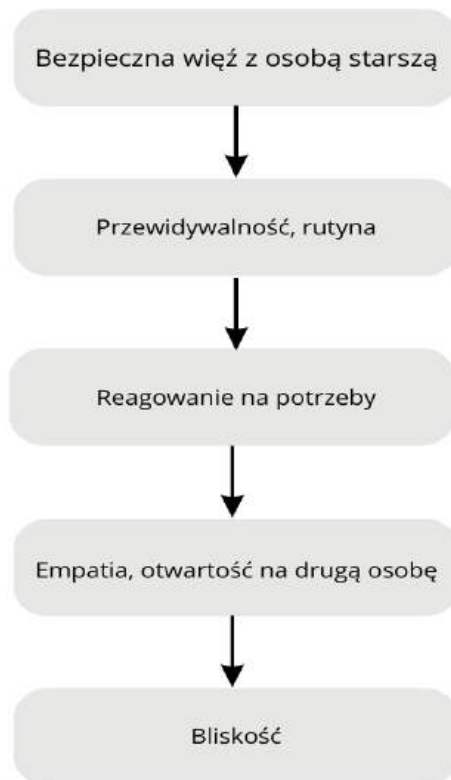 Bezpieczna więź z osobą starszą
Przewidywalność, rutyna
Reagowanie na potrzeby
Empatia, otwartość na drugą osobę
Bliskość